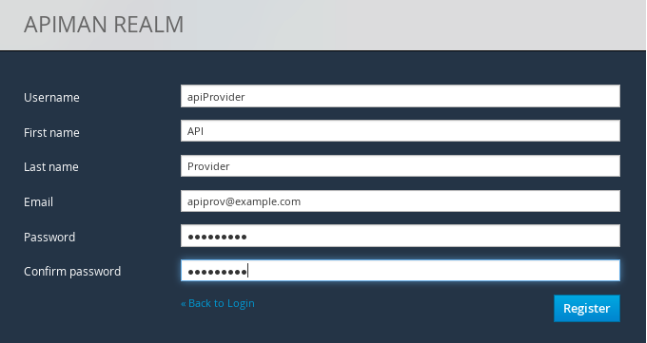 APIMAN REALM
Username apiProvider
First name API
Last name Provider
Email apiprov@example.com
Password ●●●●●●●●●
Confirm password ●●●●●●●●●
« Back to Login Register